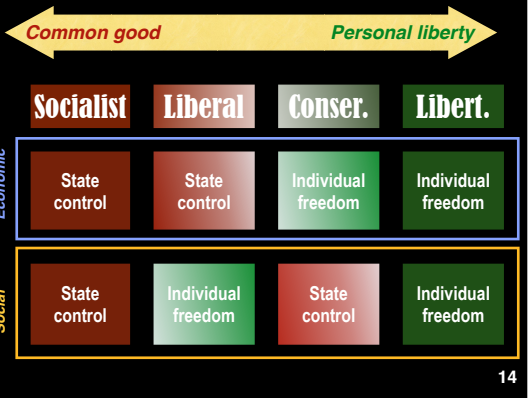 Common good Personal liberty
Socialist Liberal Conser. Libert.
Economic
State control State control Individual freedom Individual freedom
Social
State control Individual freedom State control Individual freedom
14